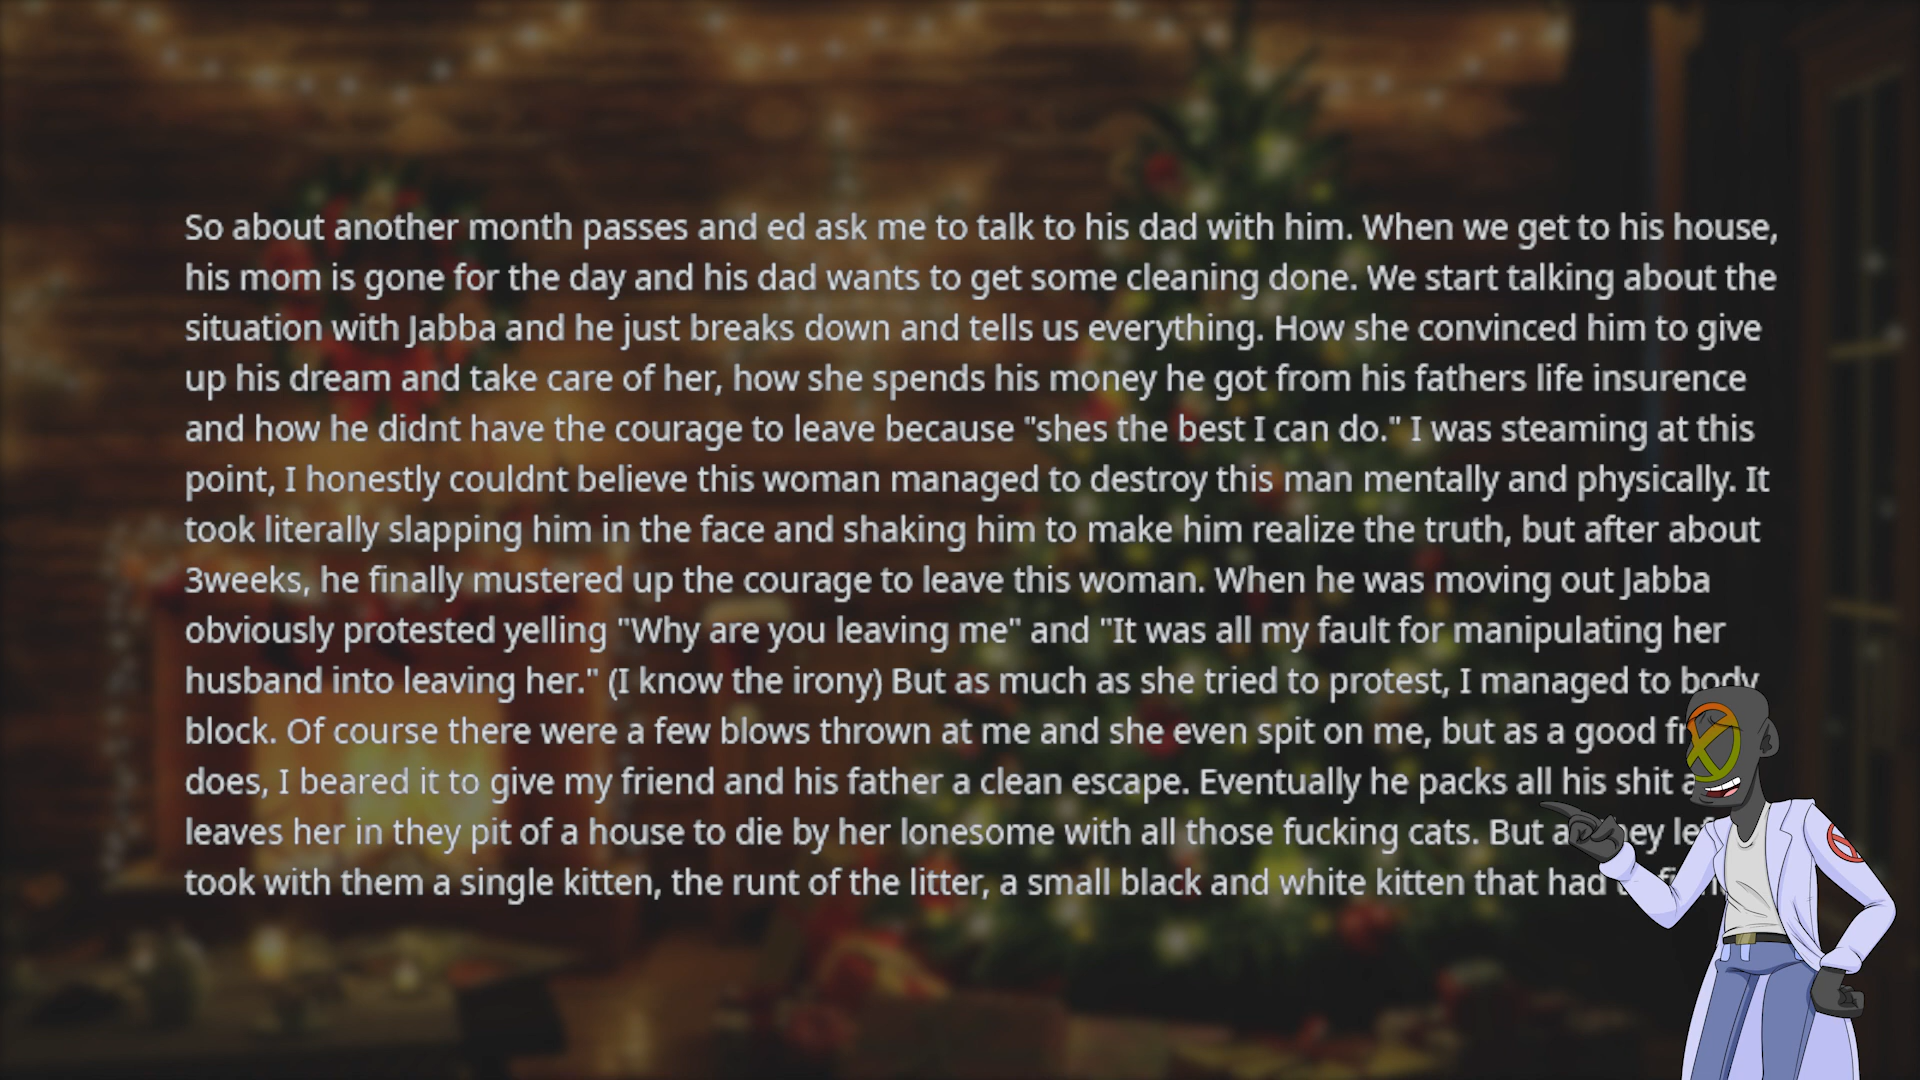 So about another month passes and ed ask me to talk to his dad with him. When we get to his house,
his mom is gone for the day and his dad wants to get some cleaning done. We start talking about the
situation with Jabba and he just breaks down and tells us everything. How she convinced him to give
up his dream and take care of her, how she spends his money he got from his fathers life insurence
and how he didnt have the courage to leave because "shes the best I can do." I was steaming at this
point, I honestly couldnt believe this woman managed to destroy this man mentally and physically. It
took literally slapping him in the face and shaking him to make him realize the truth, but after about
3weeks, he finally mustered up the courage to leave this woman. When he was moving out Jabba
obviously protested yelling "Why are you leaving me" and "It was all my fault for manipulating her
husband into leaving her." (I know the irony) But as much as she tried to protest, I managed to body
block. Of course there were a few blows thrown at me and she even spit on me, but as a good
does, I beared it to give my friend and his father a clean escape. Eventually he packs all his shit
leaves her in they pit of a house to die by her lonesome with all those fucking cats. But
took with them a single kitten, the runt of the litter, a small black and white kitten that had